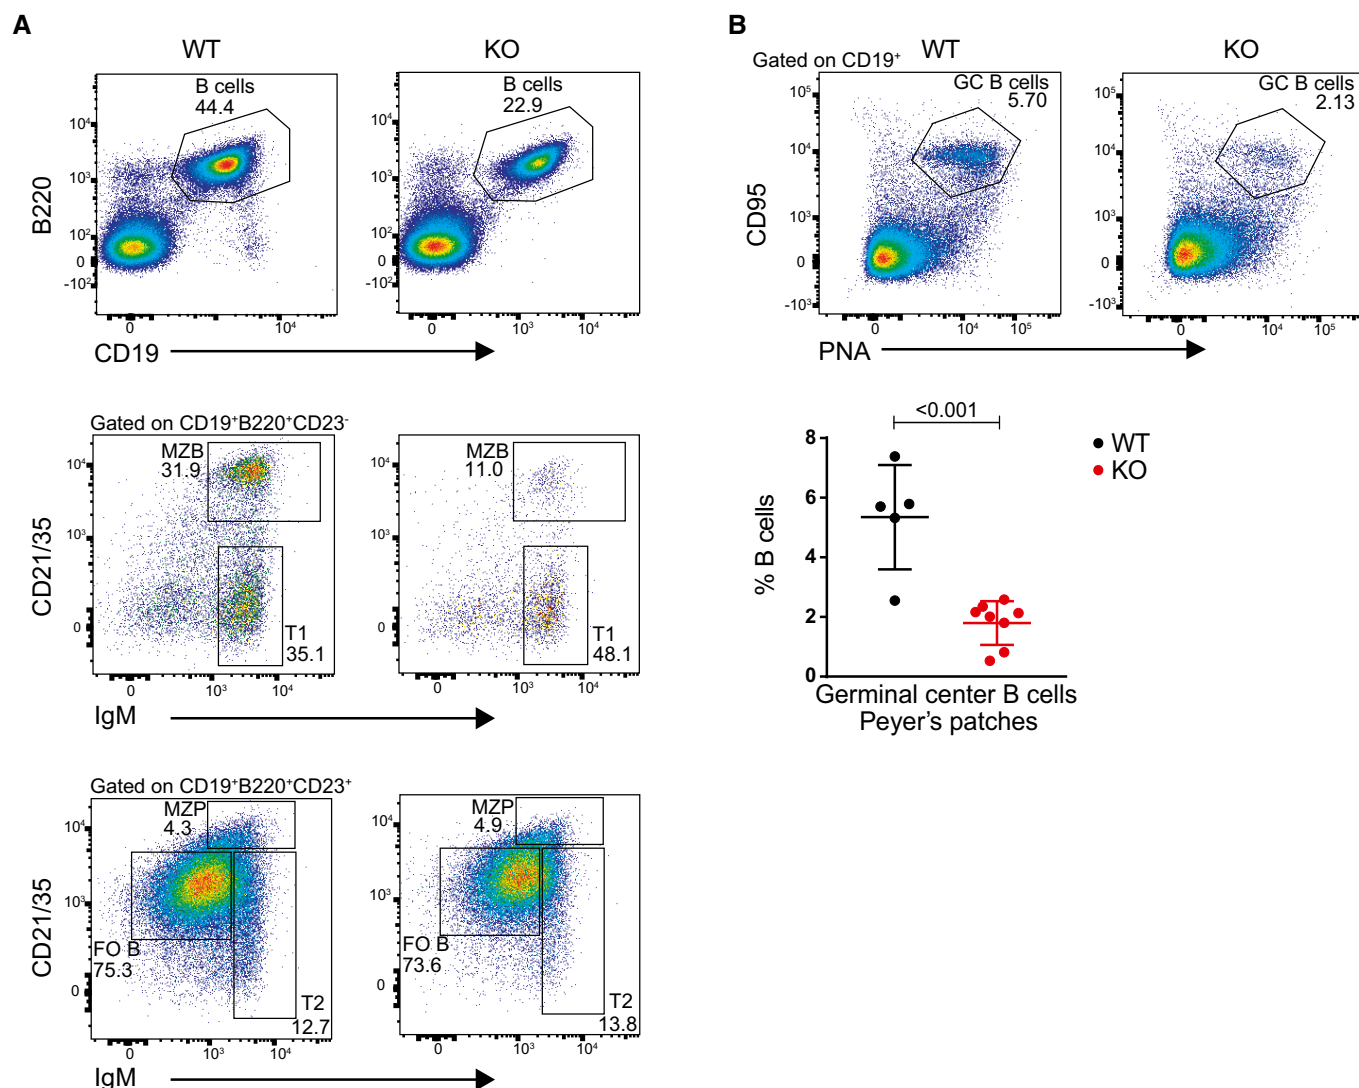 A
WT
KO
B cells
44.4
B cells
22.9
10⁴
10³
10²
0
-10²
10⁴
10³
10²
0
-10²
B220
0
10⁴
0
10³
10⁴
CD19
Gated on CD19⁺B220⁺CD23⁻
MZB
31.9
MZB
11.0
10⁴
10³
0
10⁴
10³
0
CD21/35
T1
35.1
T1
48.1
0
10³
10⁴
0
10³
10⁴
IgM
Gated on CD19⁺B220⁺CD23⁺
MZP
4.3
MZP
4.9
10⁴
10³
0
10⁴
10³
0
CD21/35
FO B
75.3
FO B
73.6
T2
12.7
T2
13.8
0
10³
10⁴
0
10³
10⁴
IgM
B
Gated on CD19⁺
WT
KO
GC B cells
5.70
GC B cells
2.13
10⁵
10⁴
10³
0
-10³
10⁵
10⁴
10³
0
-10³
CD95
0
10⁴
10⁵
0
10⁴
10⁵
PNA
<0.001
8
6
4
2
0
% B cells
WT
KO
Germinal center B cells
Peyer's patches